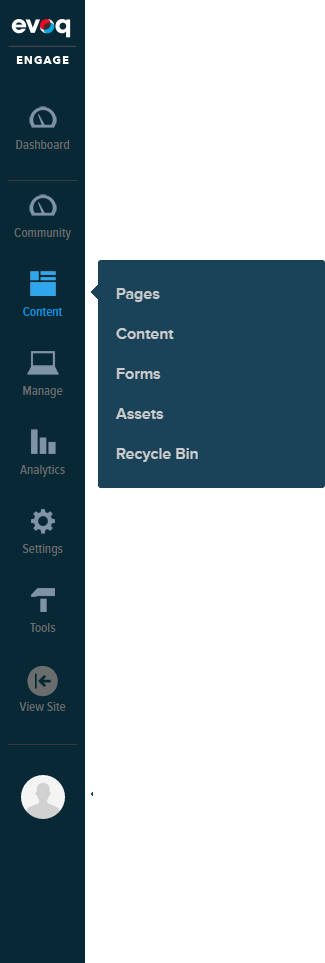 evoq
ENGAGE
Dashboard
Community
Content
Manage
Analytics
Settings
Tools
View Site
Pages
Content
Forms
Assets
Recycle Bin